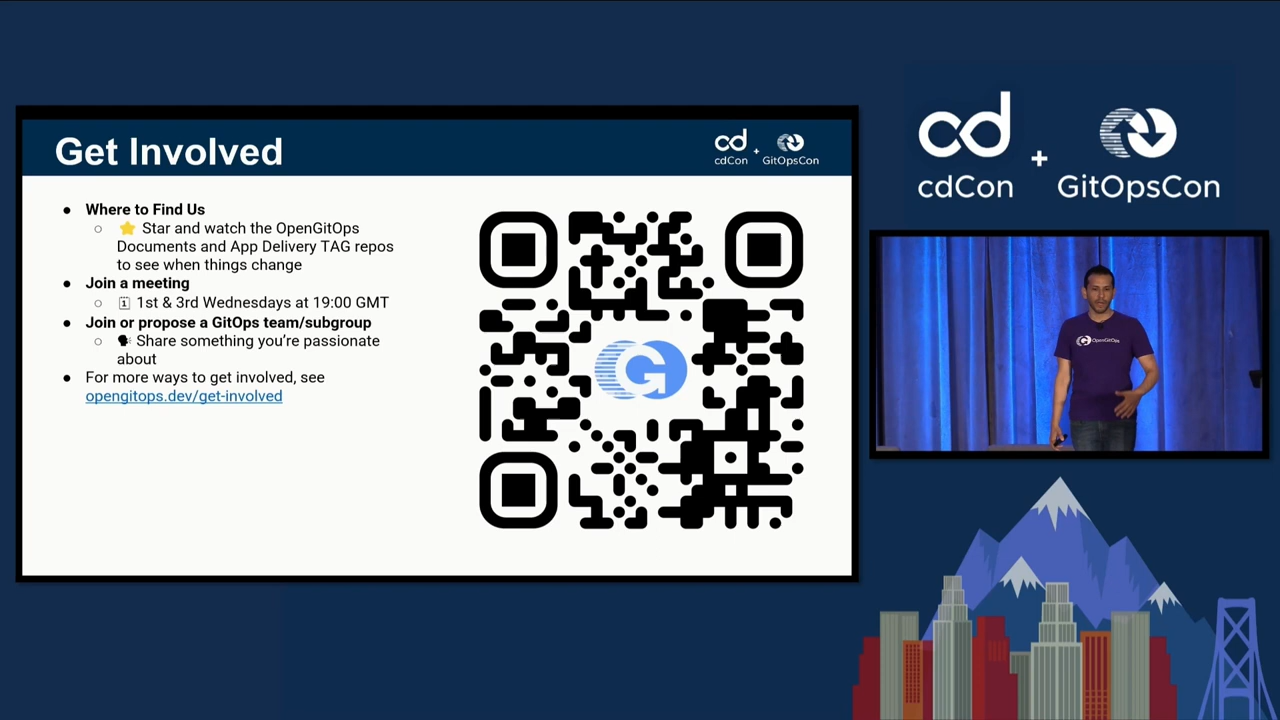 Get Involved
cd
cdCon
+
GitOpsCon
● Where to Find Us
○ ⭐ Star and watch the OpenGitOps
Documents and App Delivery TAG repos
to see when things change
● Join a meeting
○ 🗓 1st & 3rd Wednesdays at 19:00 GMT
● Join or propose a GitOps team/subgroup
○ 🗣 Share something you're passionate
about
● For more ways to get involved, see
opengitops.dev/get-involved
G
cd
cdCon
+
GitOpsCon
OpenGitOps